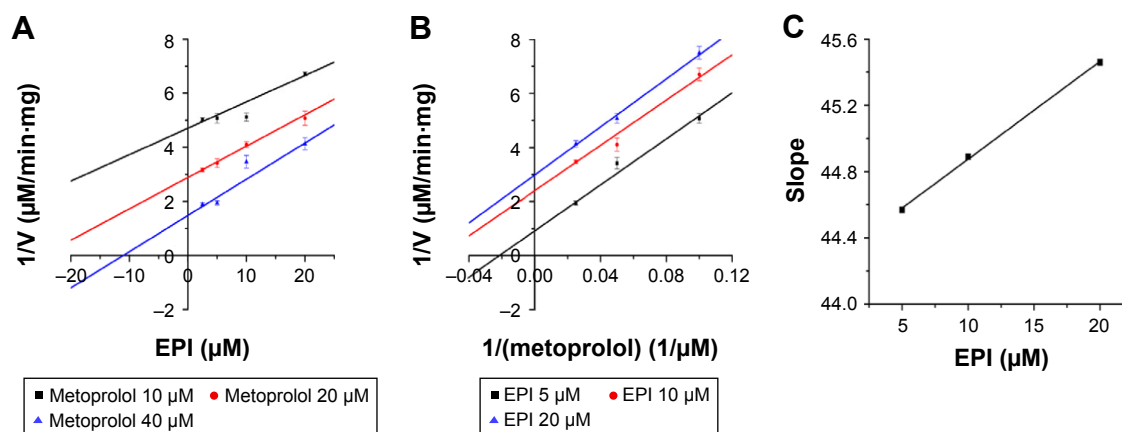 A
1/V (µM/min·mg)
8
6
4
2
0
–2
–20
–10
0
10
20
EPI (µM)
■ Metoprolol 10 µM ● Metoprolol 20 µM
▲ Metoprolol 40 µM
B
1/V (µM/min·mg)
8
6
4
2
0
–2
–0.04
0.00
0.04
0.08
0.12
1/(metoprolol) (1/µM)
■ EPI 5 µM ● EPI 10 µM
▲ EPI 20 µM
C
Slope
45.6
45.2
44.8
44.4
44.0
5
10
15
20
EPI (µM)